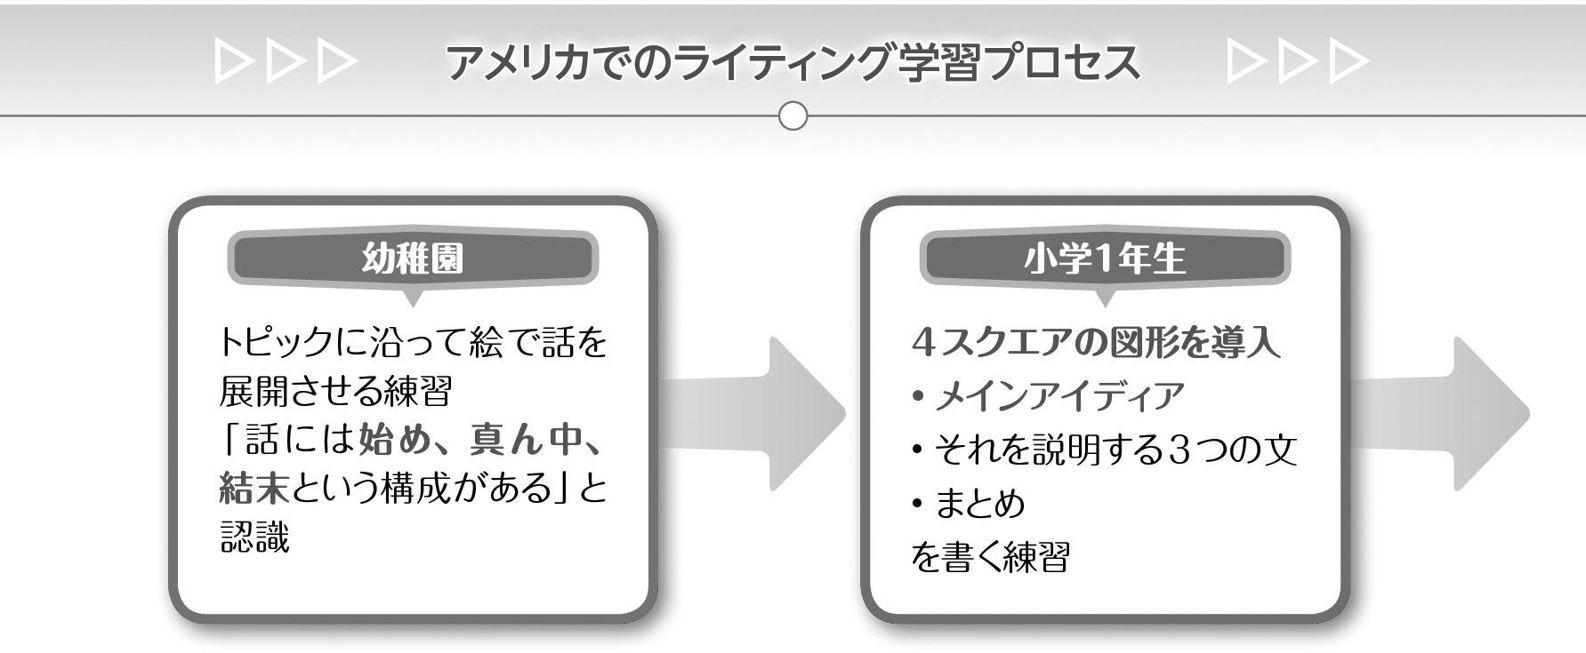 アメリカでのライティング学習プロセス
幼稚園
トピックに沿って絵で話を
展開させる練習
「話には始め、真ん中、
結末という構成がある」と
認識
小学1年生
４スクエアの図形を導入
・メインアイディア
・それを説明する３つの文
・まとめ
を書く練習